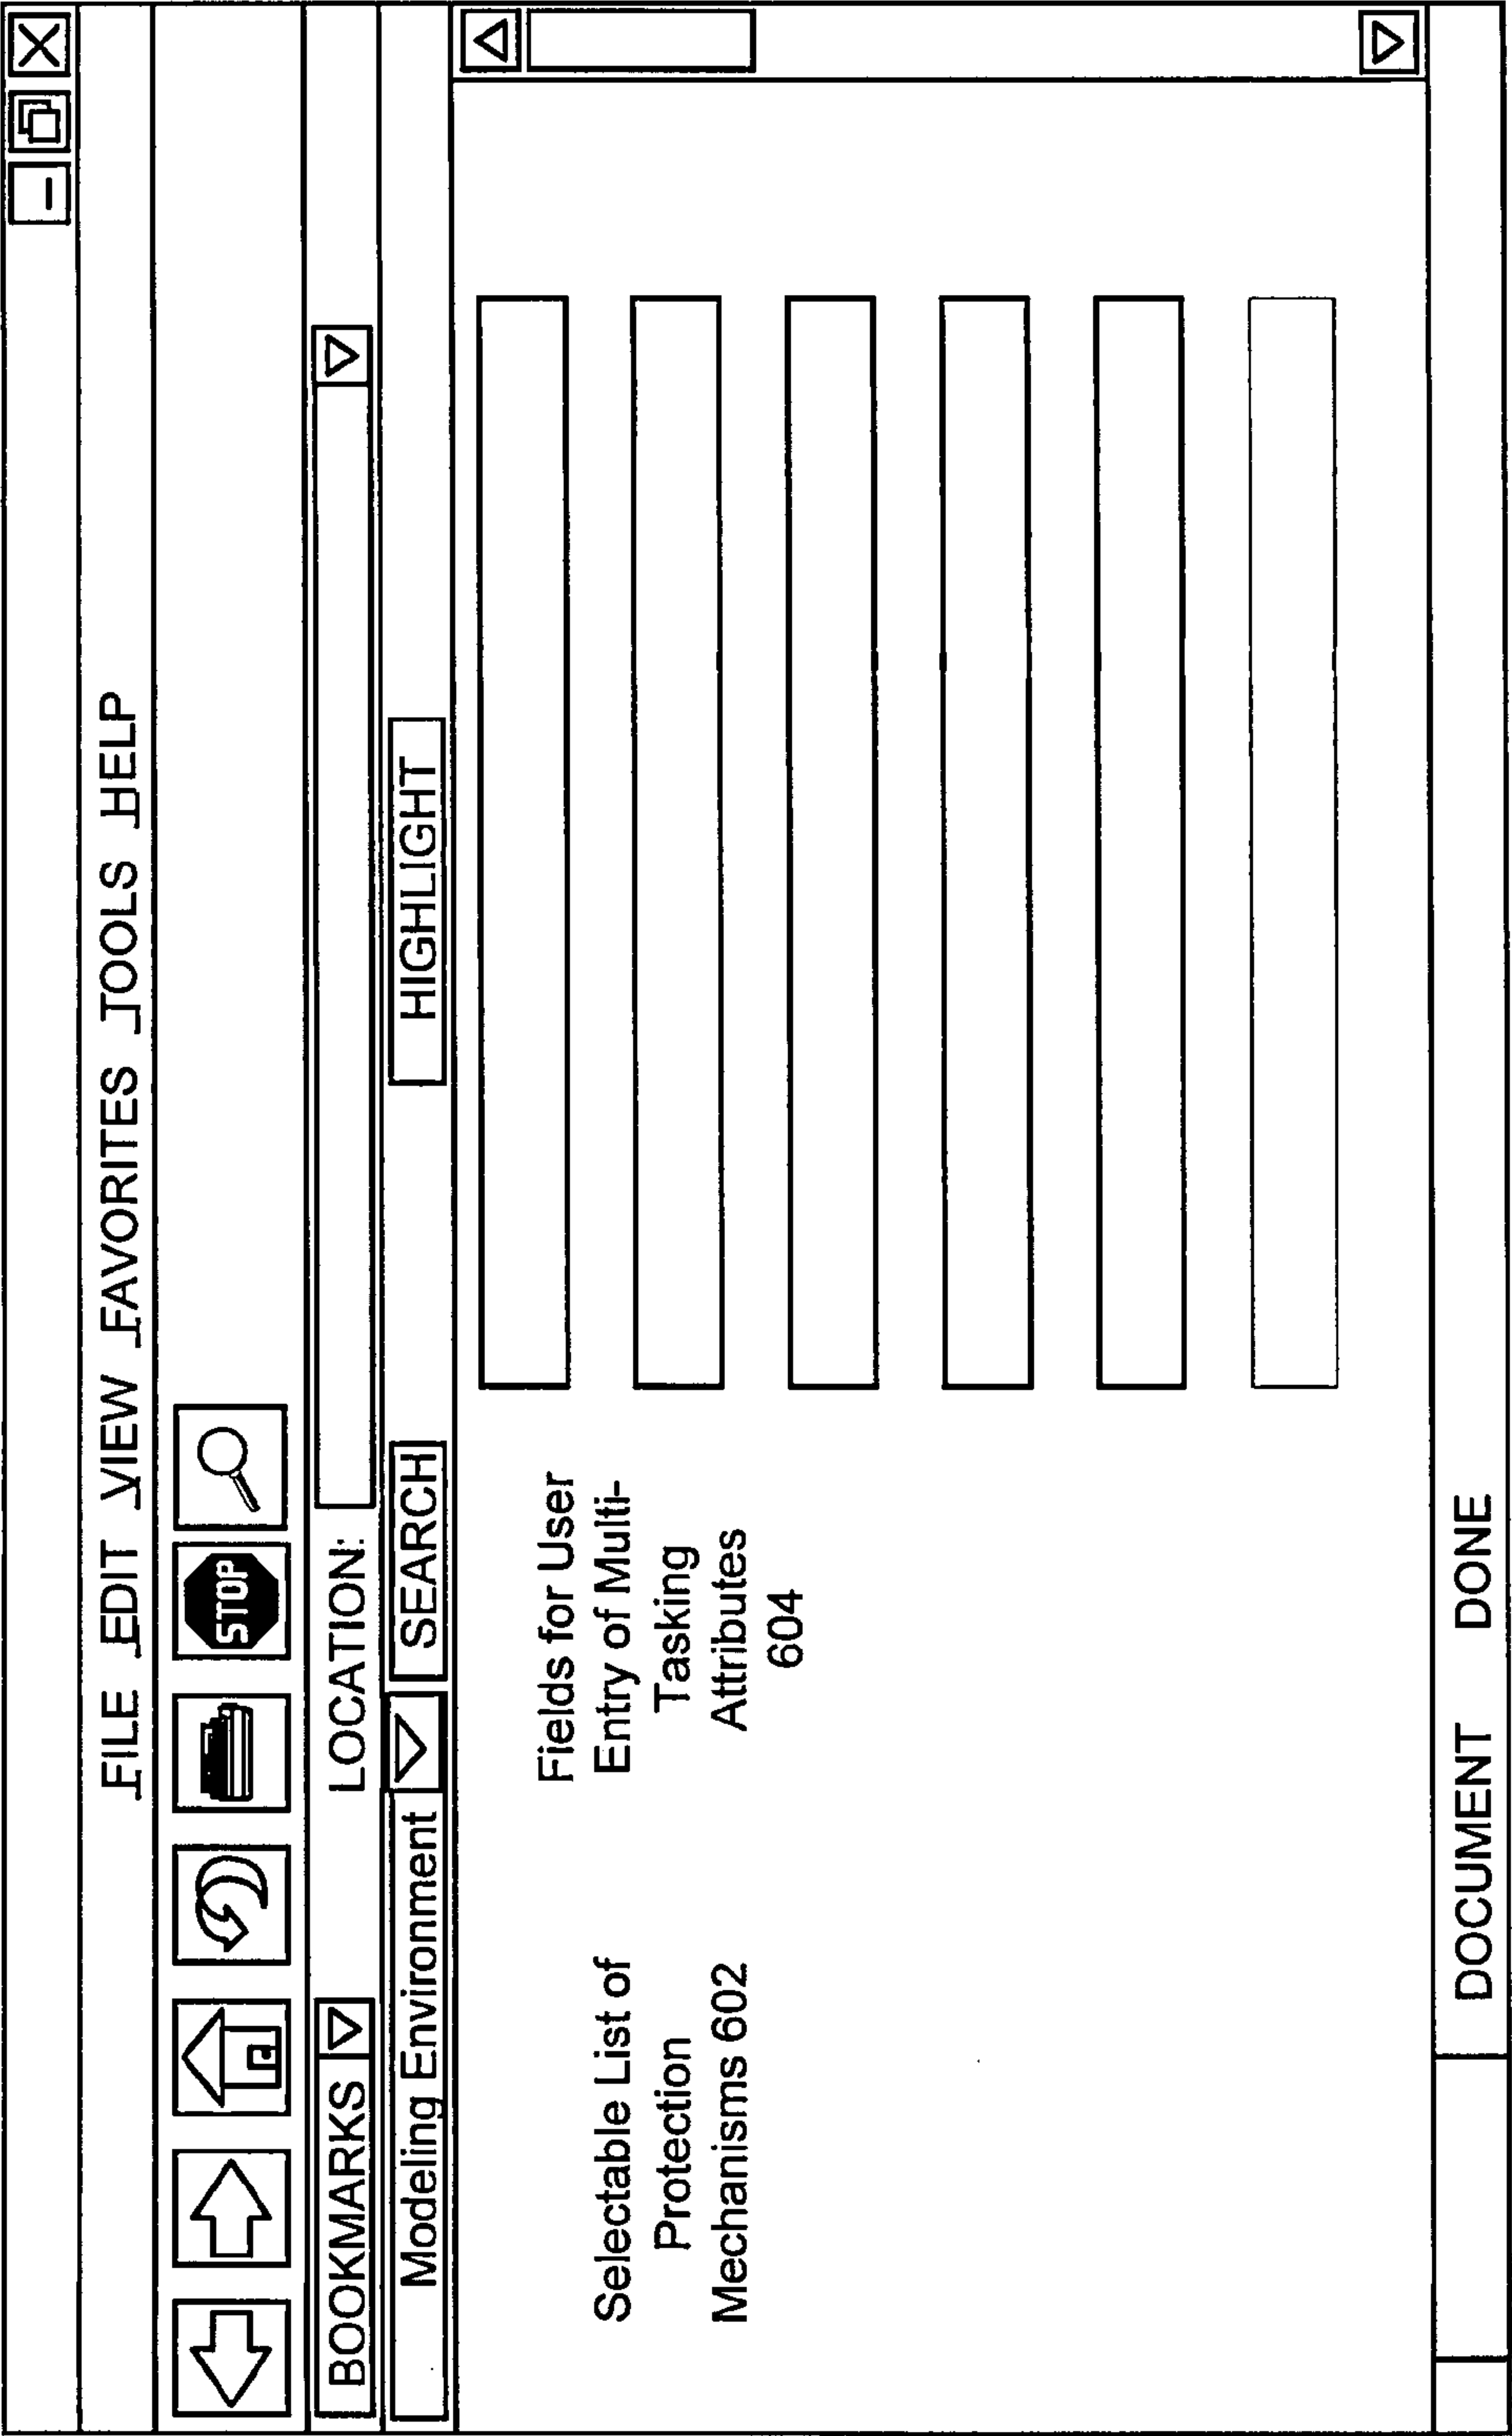 FILE EDIT VIEW FAVORITES TOOLS HELP
STOP
BOOKMARKS LOCATION:
Modeling Environment SEARCH HIGHLIGHT
Selectable List of
Protection
Mechanisms 602
Fields for User
Entry of Multi-
Tasking
Attributes
604
DOCUMENT DONE